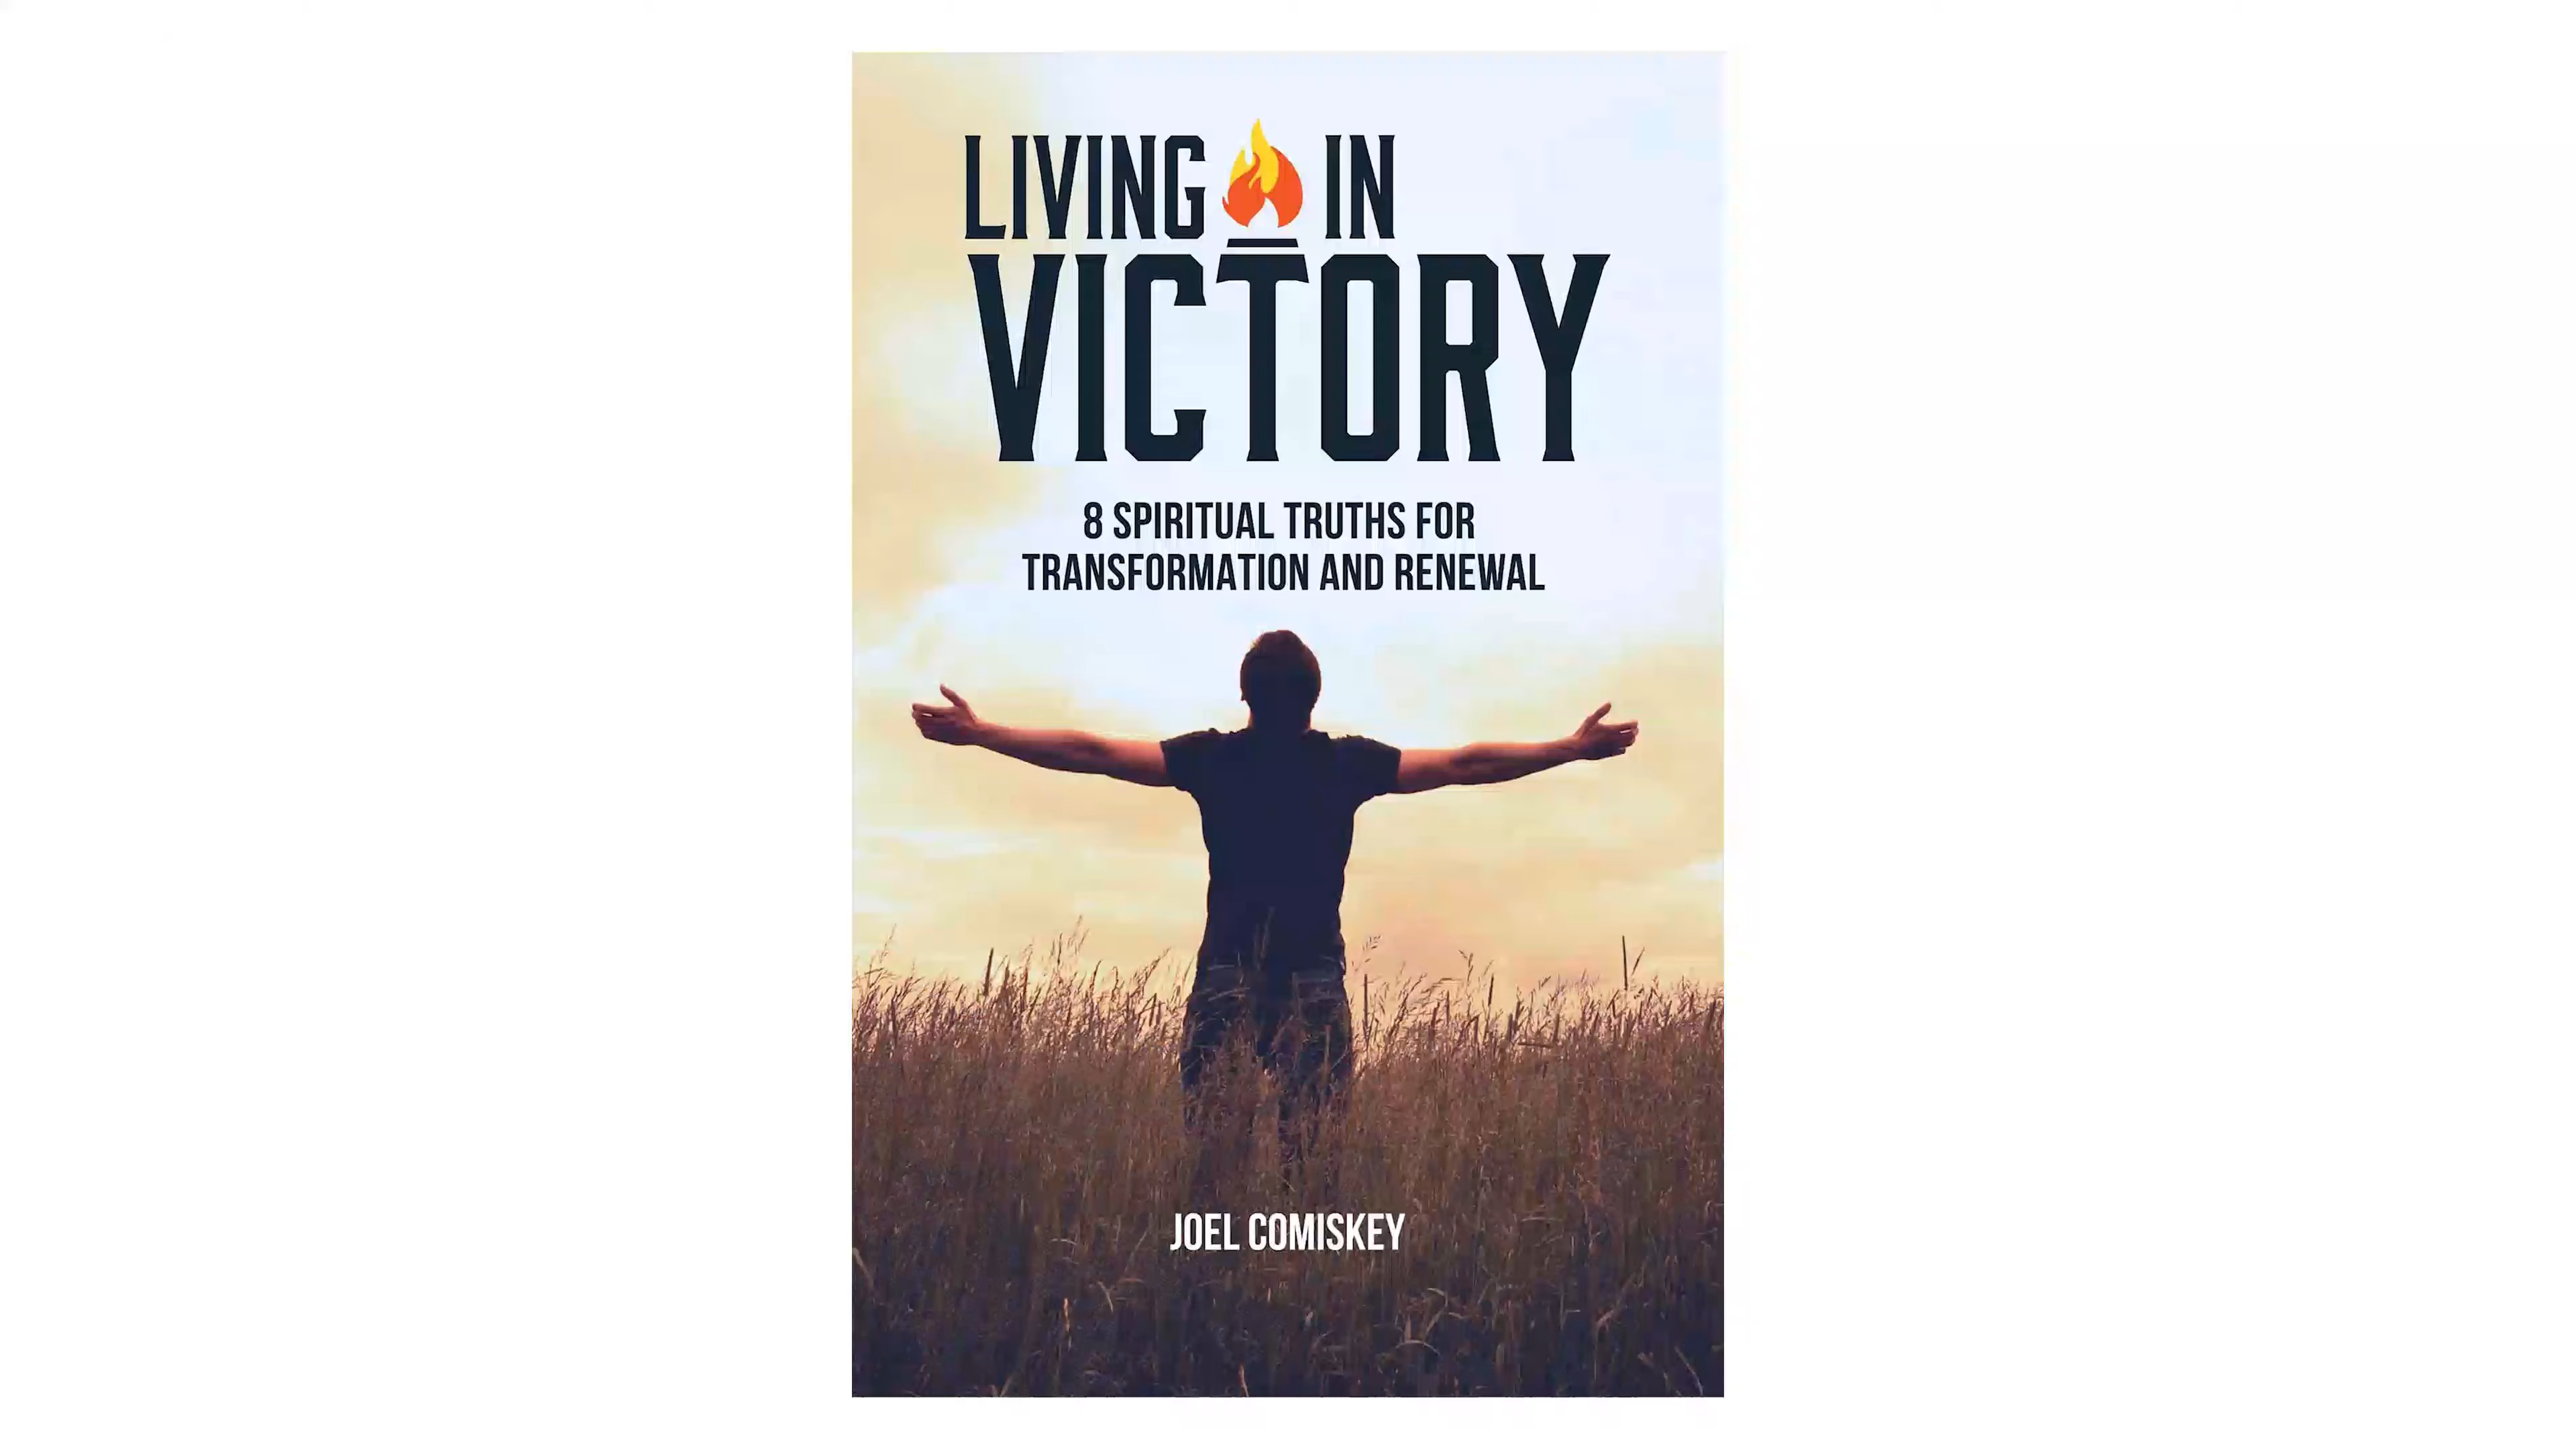 LIVING IN
VICTORY
8 SPIRITUAL TRUTHS FOR
TRANSFORMATION AND RENEWAL
JOEL COMISKEY